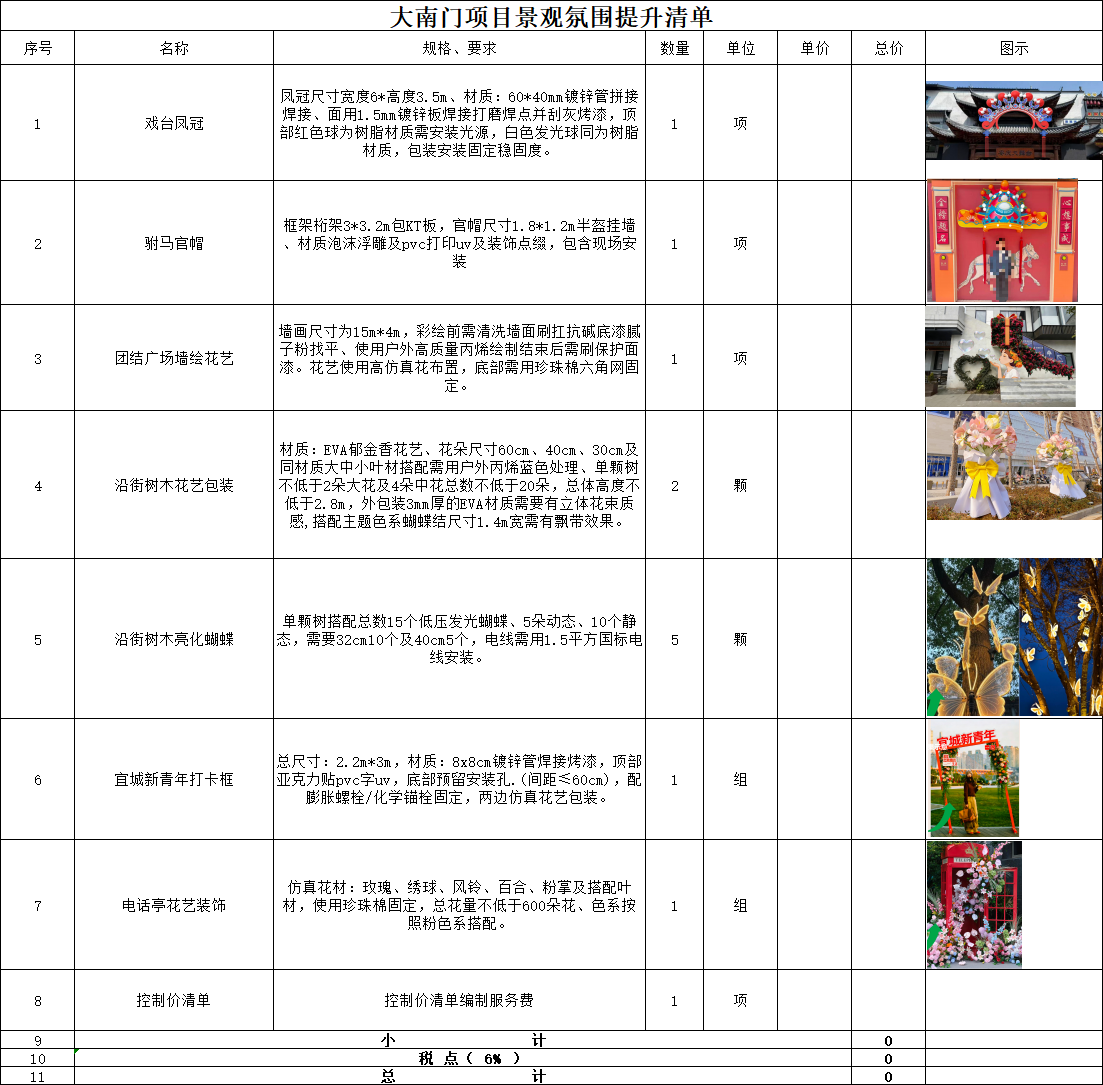 大南门项目景观氛围提升清单
序号 名称 规格、要求 数量 单位 单价 总价 图示
1 戏台凤冠 凤冠尺寸宽度6*高度3.5m、材质：60*40mm镀锌管拼接
焊接、面用1.5mm镀锌板焊接打磨焊点并刮灰烤漆，顶
部红色球为树脂材质需安装光源，白色发光球同为树脂
材质，包装安装固定稳固度。 1 项
2 驸马官帽 框架桁架3*3.2m包KT板，官帽尺寸1.8*1.2m半盔挂墙
、材质泡沫浮雕及pvc打印uv及装饰点缀，包含现场安
装 1 项
金榜题名
心想事成
3 团结广场墙绘花艺 墙画尺寸为15m*4m，彩绘前需清洗墙面刷扛抗碱底漆腻
子粉找平、使用户外高质量丙烯绘制结束后需刷保护面
漆。花艺使用高仿真花布置，底部需用珍珠棉六角网固
定。 1 项
4 沿街树木花艺包装 材质：EVA郁金香花艺、花朵尺寸60cm、40cm、30cm及
同材质大中小叶材搭配需用户外丙烯蓝色处理、单颗树
不低于2朵大花及4朵中花总数不低于20朵，总体高度不
低于2.8m，外包装3mm厚的EVA材质需要有立体花束质
感,搭配主题色系蝴蝶结尺寸1.4m宽需有飘带效果。 2 颗
5 沿街树木亮化蝴蝶 单颗树搭配总数15个低压发光蝴蝶、5朵动态、10个静
态，需要32cm10个及40cm5个，电线需用1.5平方国标电
线安装。 5 颗
6 宜城新青年打卡框 总尺寸：2.2m*3m，材质：8x8cm镀锌管焊接烤漆，顶部
亚克力贴pvc字uv，底部预留安装孔.(间距≤60cm)，配
膨胀螺栓/化学锚栓固定，两边仿真花艺包装。 1 组
宜城新青年
7 电话亭花艺装饰 仿真花材：玫瑰、绣球、风铃、百合、粉掌及搭配叶
材，使用珍珠棉固定，总花量不低于600朵花、色系按
照粉色系搭配。 1 组
8 控制价清单 控制价清单编制服务费 1 项
9 小 计 0
10 税 点（ 6% ） 0
11 总 计 0